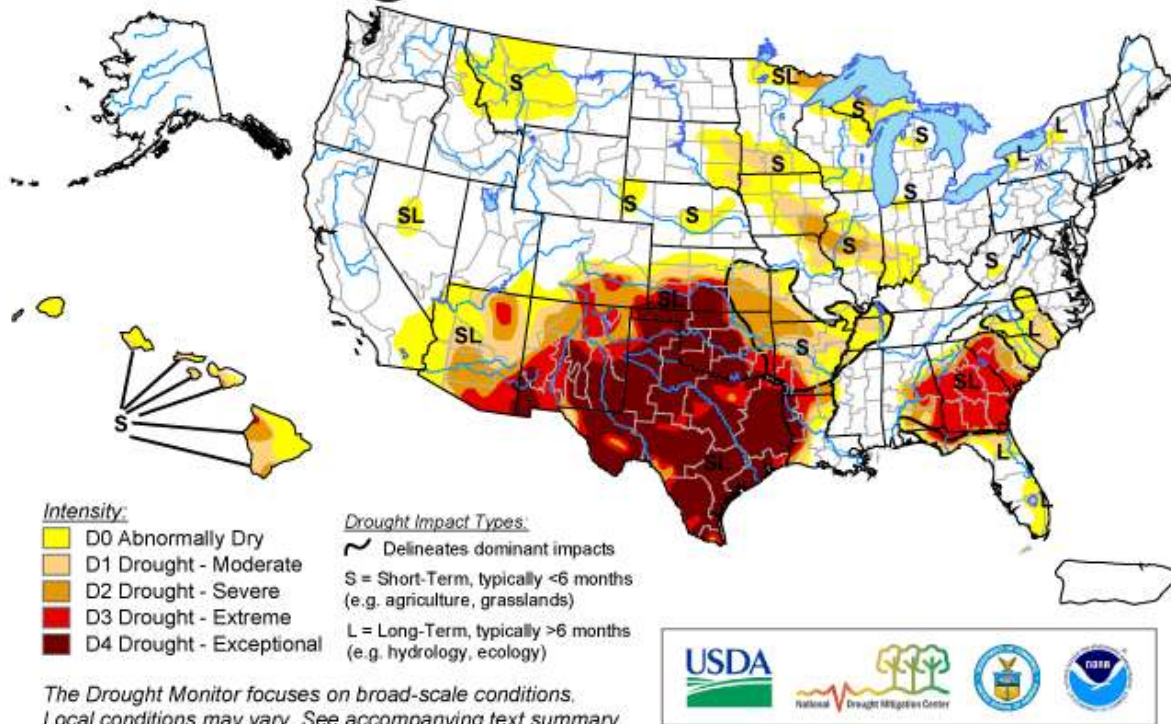 S
SL
S
S
L
L
S
S
S
S
SL
S
S
SL
SL
S
L
SL
SL
L
L
S
Intensity:
D0 Abnormally Dry
D1 Drought - Moderate
D2 Drought - Severe
D3 Drought - Extreme
D4 Drought - Exceptional
Drought Impact Types:
Delineates dominant impacts
S = Short-Term, typically <6 months
(e.g. agriculture, grasslands)
L = Long-Term, typically >6 months
(e.g. hydrology, ecology)
USDA
National Drought Mitigation Center
NOAA
The Drought Monitor focuses on broad-scale conditions.
Local conditions may vary. See accompanying text summary